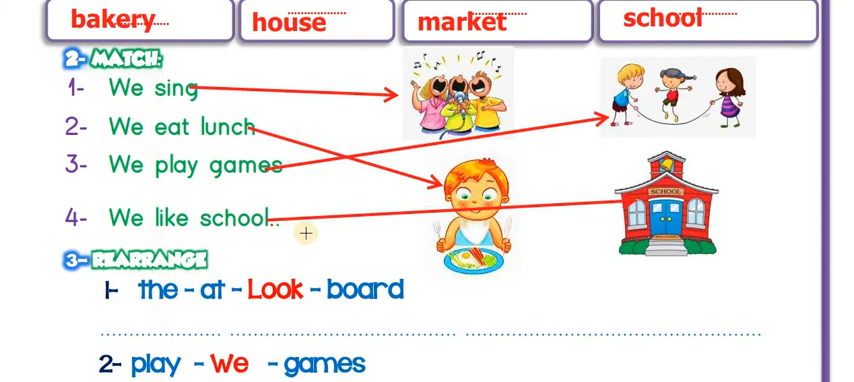 bakery house market school
2- MATCH:
1- We sing
2- We eat lunch
3- We play games
SCHOOL
4- We like school..
3- REARRANGE
1- the - at - Look - board
2- play - We - games